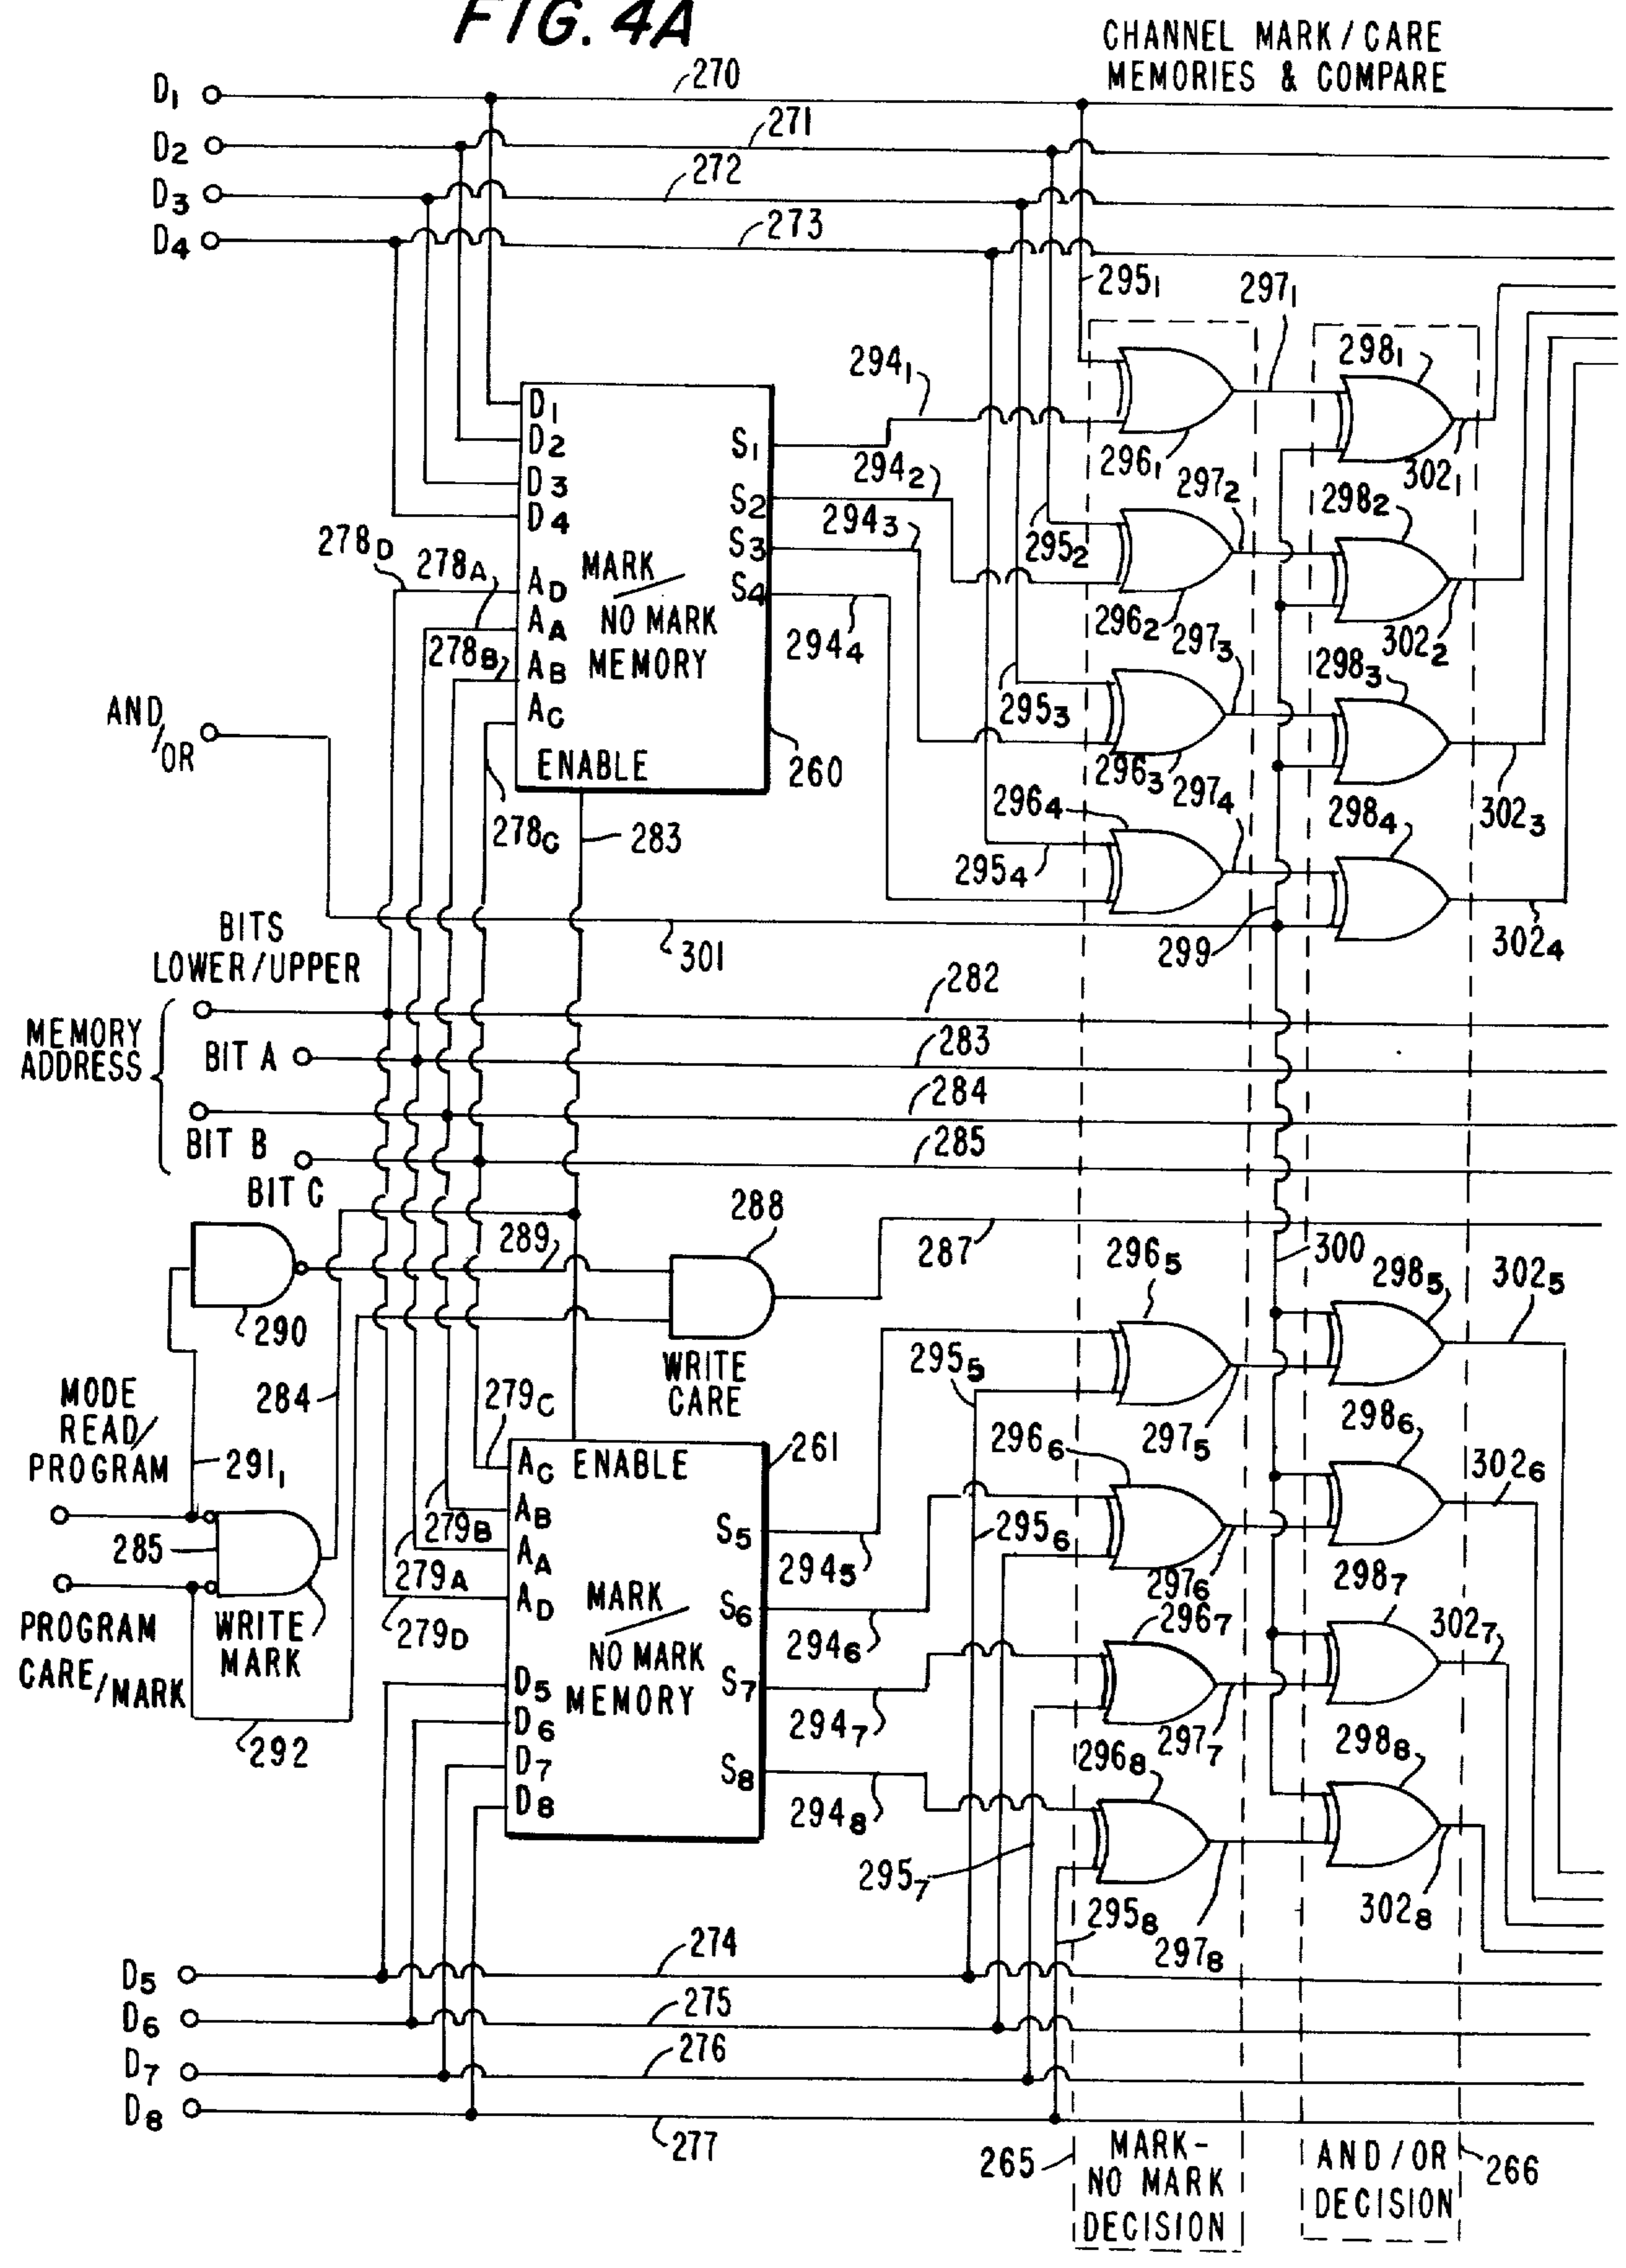 FIG. 4A
CHANNEL MARK/CARE
MEMORIES & COMPARE
D1
270
D2
271
D3
272
D4
273
2951
2971
2981
2941
D1
D2
D3
D4
S1
S2
S3
S4
2961
3021
2942
2972
2982
2943
2952
278D
278A
AD
AA
AB
AC
MARK/
NO MARK
MEMORY
ENABLE
2962
2973
3022
2983
2944
278B
2953
AND/
OR
260
2963
2974
2964
2984
3023
278C
283
2954
BITS
LOWER/UPPER
301
299
3024
282
MEMORY
ADDRESS
BIT A
283
284
BIT B
285
BIT C
288
289
287
300
2965
2985
3025
290
WRITE
CARE
2955
MODE
READ/
PROGRAM
284
279C
2975
2986
2966
261
2911
AC
ENABLE
AB
AA
AD
3026
285
279B
S5
2956
279A
2945
2976
2987
PROGRAM
CARE/MARK
WRITE
MARK
279D
MARK/
NO MARK
MEMORY
S6
2946
2967
3027
D5
D6
D7
D8
S7
2947
2977
292
2968
2988
S8
2948
2957
2958
3028
2978
D5
274
D6
275
D7
276
D8
277
265
MARK-
NO MARK
DECISION
AND/OR
DECISION
266